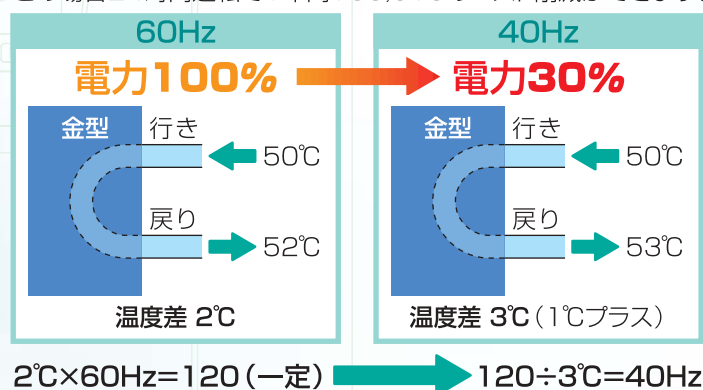 60Hz
電力100%
金型
行き
50℃
戻り
52℃
温度差 2℃
40Hz
電力30%
金型
行き
50℃
戻り
53℃
温度差 3℃(1℃プラス)
2℃×60Hz=120(一定)
120÷3℃=40Hz